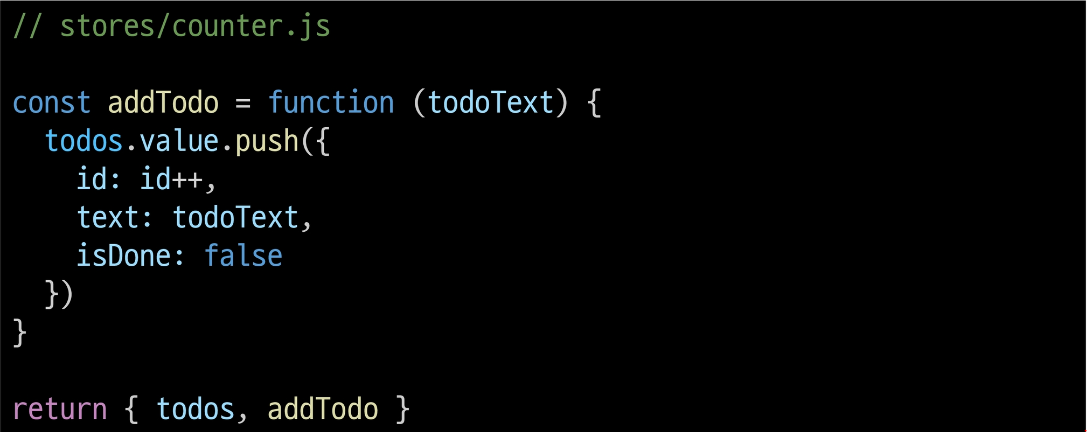 // stores/counter.js
const addTodo = function (todoText) {
  todos.value.push({
    id: id++,
    text: todoText,
    isDone: false
  })
}
return { todos, addTodo }